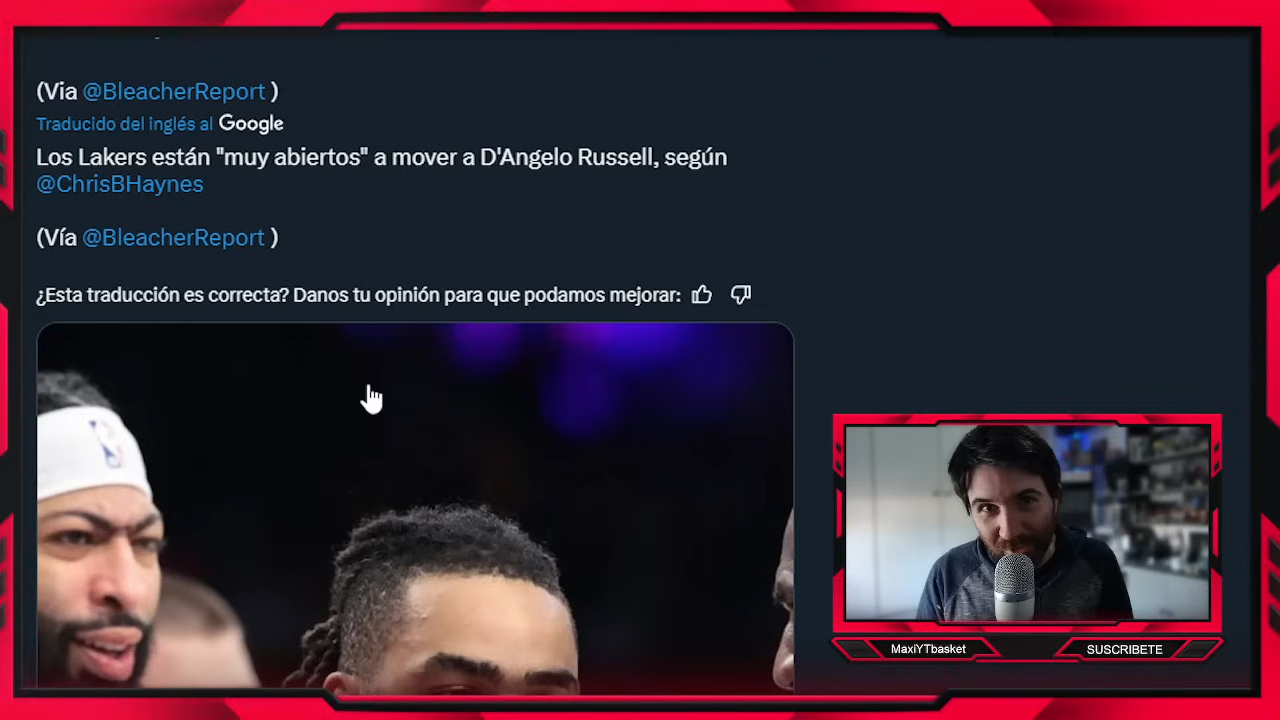 (Via @BleacherReport )
Traducido del inglés al Google
Los Lakers están "muy abiertos" a mover a D'Angelo Russell, según
@ChrisBHaynes
(Vía @BleacherReport )
¿Esta traducción es correcta? Danos tu opinión para que podamos mejorar:
MaxiYTbasket
SUSCRIBETE